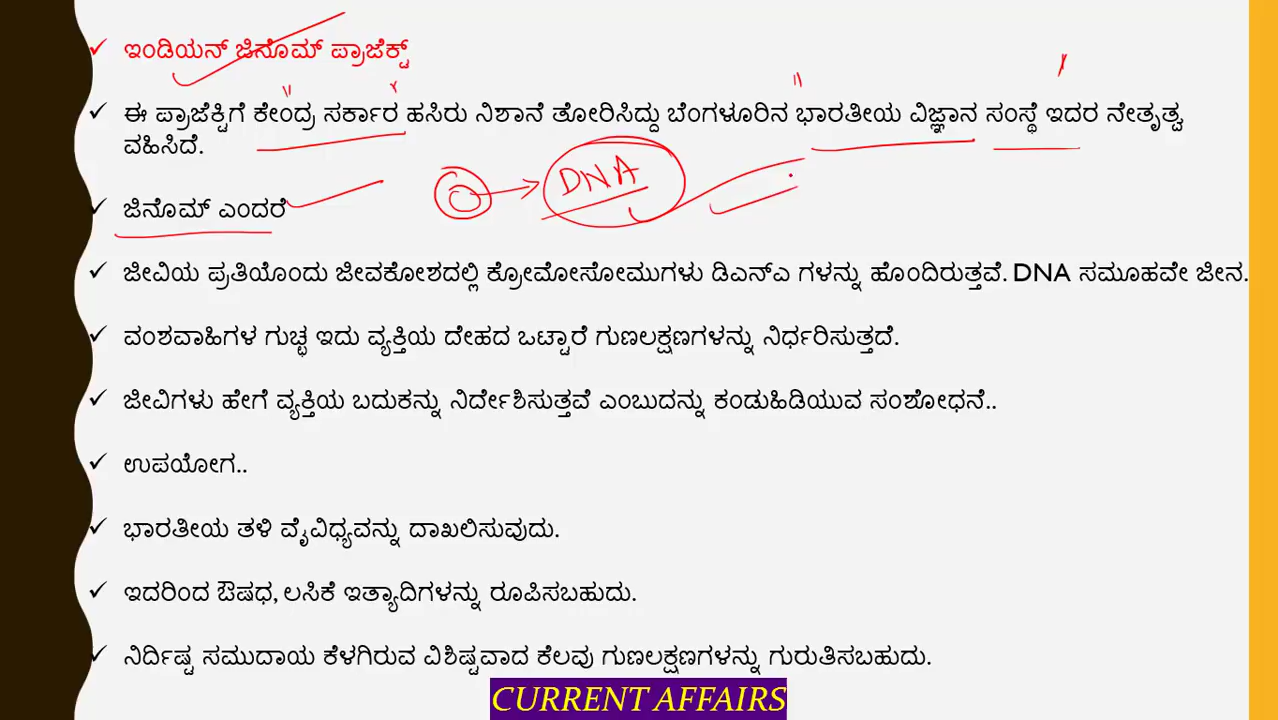 ಇಂಡಿಯನ್ ಜಿನೊಮ್ ಪ್ರಾಜೆಕ್ಟ್
ಈ ಪ್ರಾಜೆಕ್ಟಿಗೆ ಕೇಂದ್ರ ಸರ್ಕಾರ ಹಸಿರು ನಿಶಾನೆ ತೋರಿಸಿದ್ದು ಬೆಂಗಳೂರಿನ ಭಾರತೀಯ ವಿಜ್ಞಾನ ಸಂಸ್ಥೆ ಇದರ ನೇತೃತ್ವ
ವಹಿಸಿದೆ.
DNA
ಜಿನೊಮ್ ಎಂದರೆ
ಜೀವಿಯ ಪ್ರತಿಯೊಂದು ಜೀವಕೋಶದಲ್ಲಿ ಕ್ರೋಮೋಸೋಮುಗಳು ಡಿಎನ್ಎ ಗಳನ್ನು ಹೊಂದಿರುತ್ತವೆ. DNA ಸಮೂಹವೇ ಜೀನ.
ವಂಶವಾಹಿಗಳ ಗುಚ್ಛ ಇದು ವ್ಯಕ್ತಿಯ ದೇಹದ ಒಟ್ಟಾರೆ ಗುಣಲಕ್ಷಣಗಳನ್ನು ನಿರ್ಧರಿಸುತ್ತದೆ.
ಜೀವಿಗಳು ಹೇಗೆ ವ್ಯಕ್ತಿಯ ಬದುಕನ್ನು ನಿರ್ದೇಶಿಸುತ್ತವೆ ಎಂಬುದನ್ನು ಕಂಡುಹಿಡಿಯುವ ಸಂಶೋಧನೆ..
ಉಪಯೋಗ..
ಭಾರತೀಯ ತಳಿ ವೈವಿಧ್ಯವನ್ನು ದಾಖಲಿಸುವುದು.
ಇದರಿಂದ ಔಷಧ, ಲಸಿಕೆ ಇತ್ಯಾದಿಗಳನ್ನು ರೂಪಿಸಬಹುದು.
ನಿರ್ದಿಷ್ಟ ಸಮುದಾಯ ಕೆಳಗಿರುವ ವಿಶಿಷ್ಟವಾದ ಕೆಲವು ಗುಣಲಕ್ಷಣಗಳನ್ನು ಗುರುತಿಸಬಹುದು.
CURRENT AFFAIRS